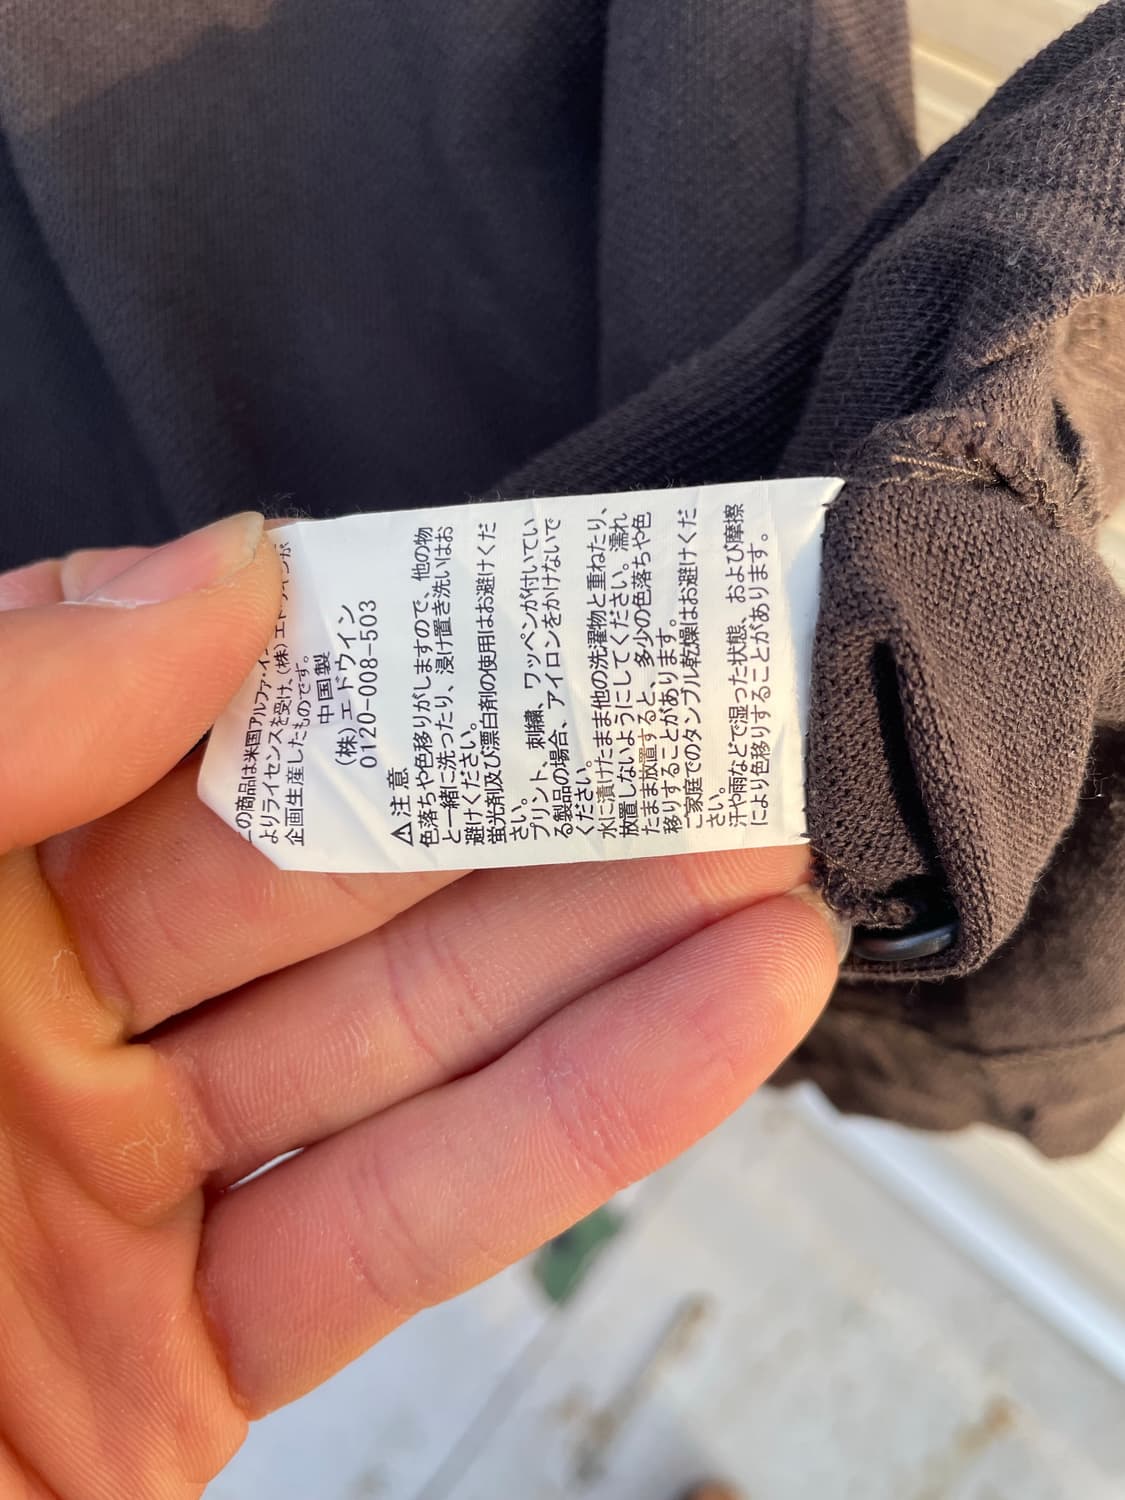 の商品は米国アルファ・イ
よりライセンスを受け、(株)エドウインが
企画生産したものです。
中国製
(株)エドウイン
0120-008-503
⚠注意
色落ちや色移りがしますので、他の物
と一緒に洗ったり、浸け置き洗いはお
避けください。
蛍光剤及び漂白剤の使用はお避けくだ
さい。
プリント、刺繍、ワッペンが付いてい
る製品の場合、アイロンをかけないで
ください。
水に漬けたまま他の洗濯物と重ねたり、
放置しないようにしてください。濡れ
たまま放置すると、多少の色落ちや色
移りすることがあります。
ご家庭でのタンブル乾燥はお避けくだ
さい。
汗や雨などで湿った状態、および摩擦
により色移りすることがあります。